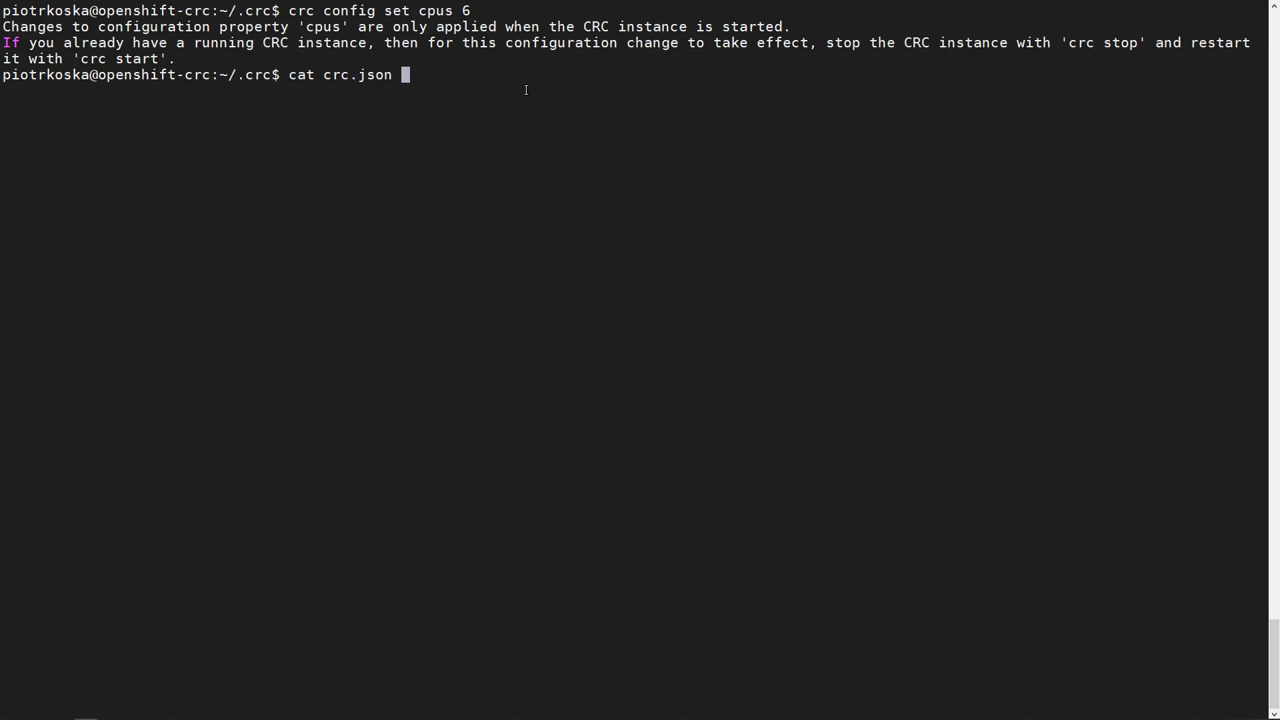 piotrkoska@openshift-crc:~/.crc$ crc config set cpus 6
Changes to configuration property 'cpus' are only applied when the CRC instance is started.
If you already have a running CRC instance, then for this configuration change to take effect, stop the CRC instance with 'crc stop' and restart
it with 'crc start'.
piotrkoska@openshift-crc:~/.crc$ cat crc.json